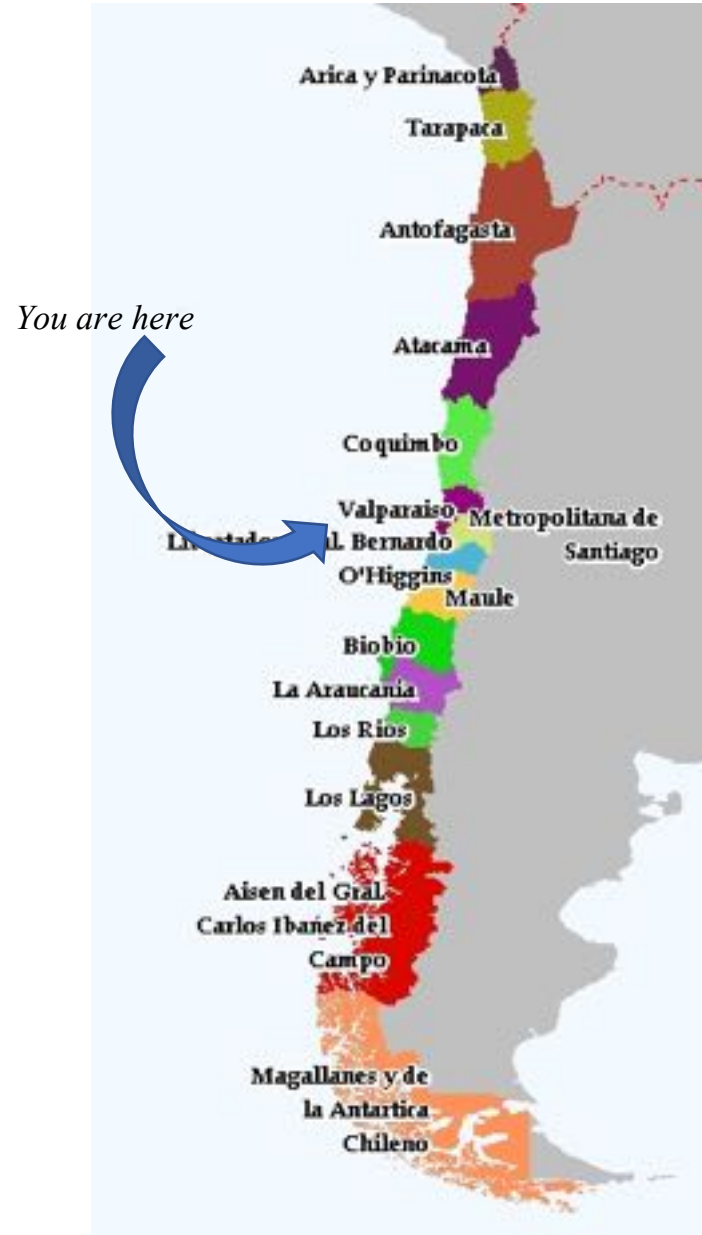 Arica y Parinacota
Tarapaca
Antofagasta
You are here
Atacama
Coquimbo
Valparaiso
Metropolitana de
Santiago
Bernardo
O'Higgins
Maule
Biobio
La Araucania
Los Rios
Los Lagos
Aisen del Gral.
Carlos Ibañez del
Campo
Magallanes y de
la Antartica
Chileno